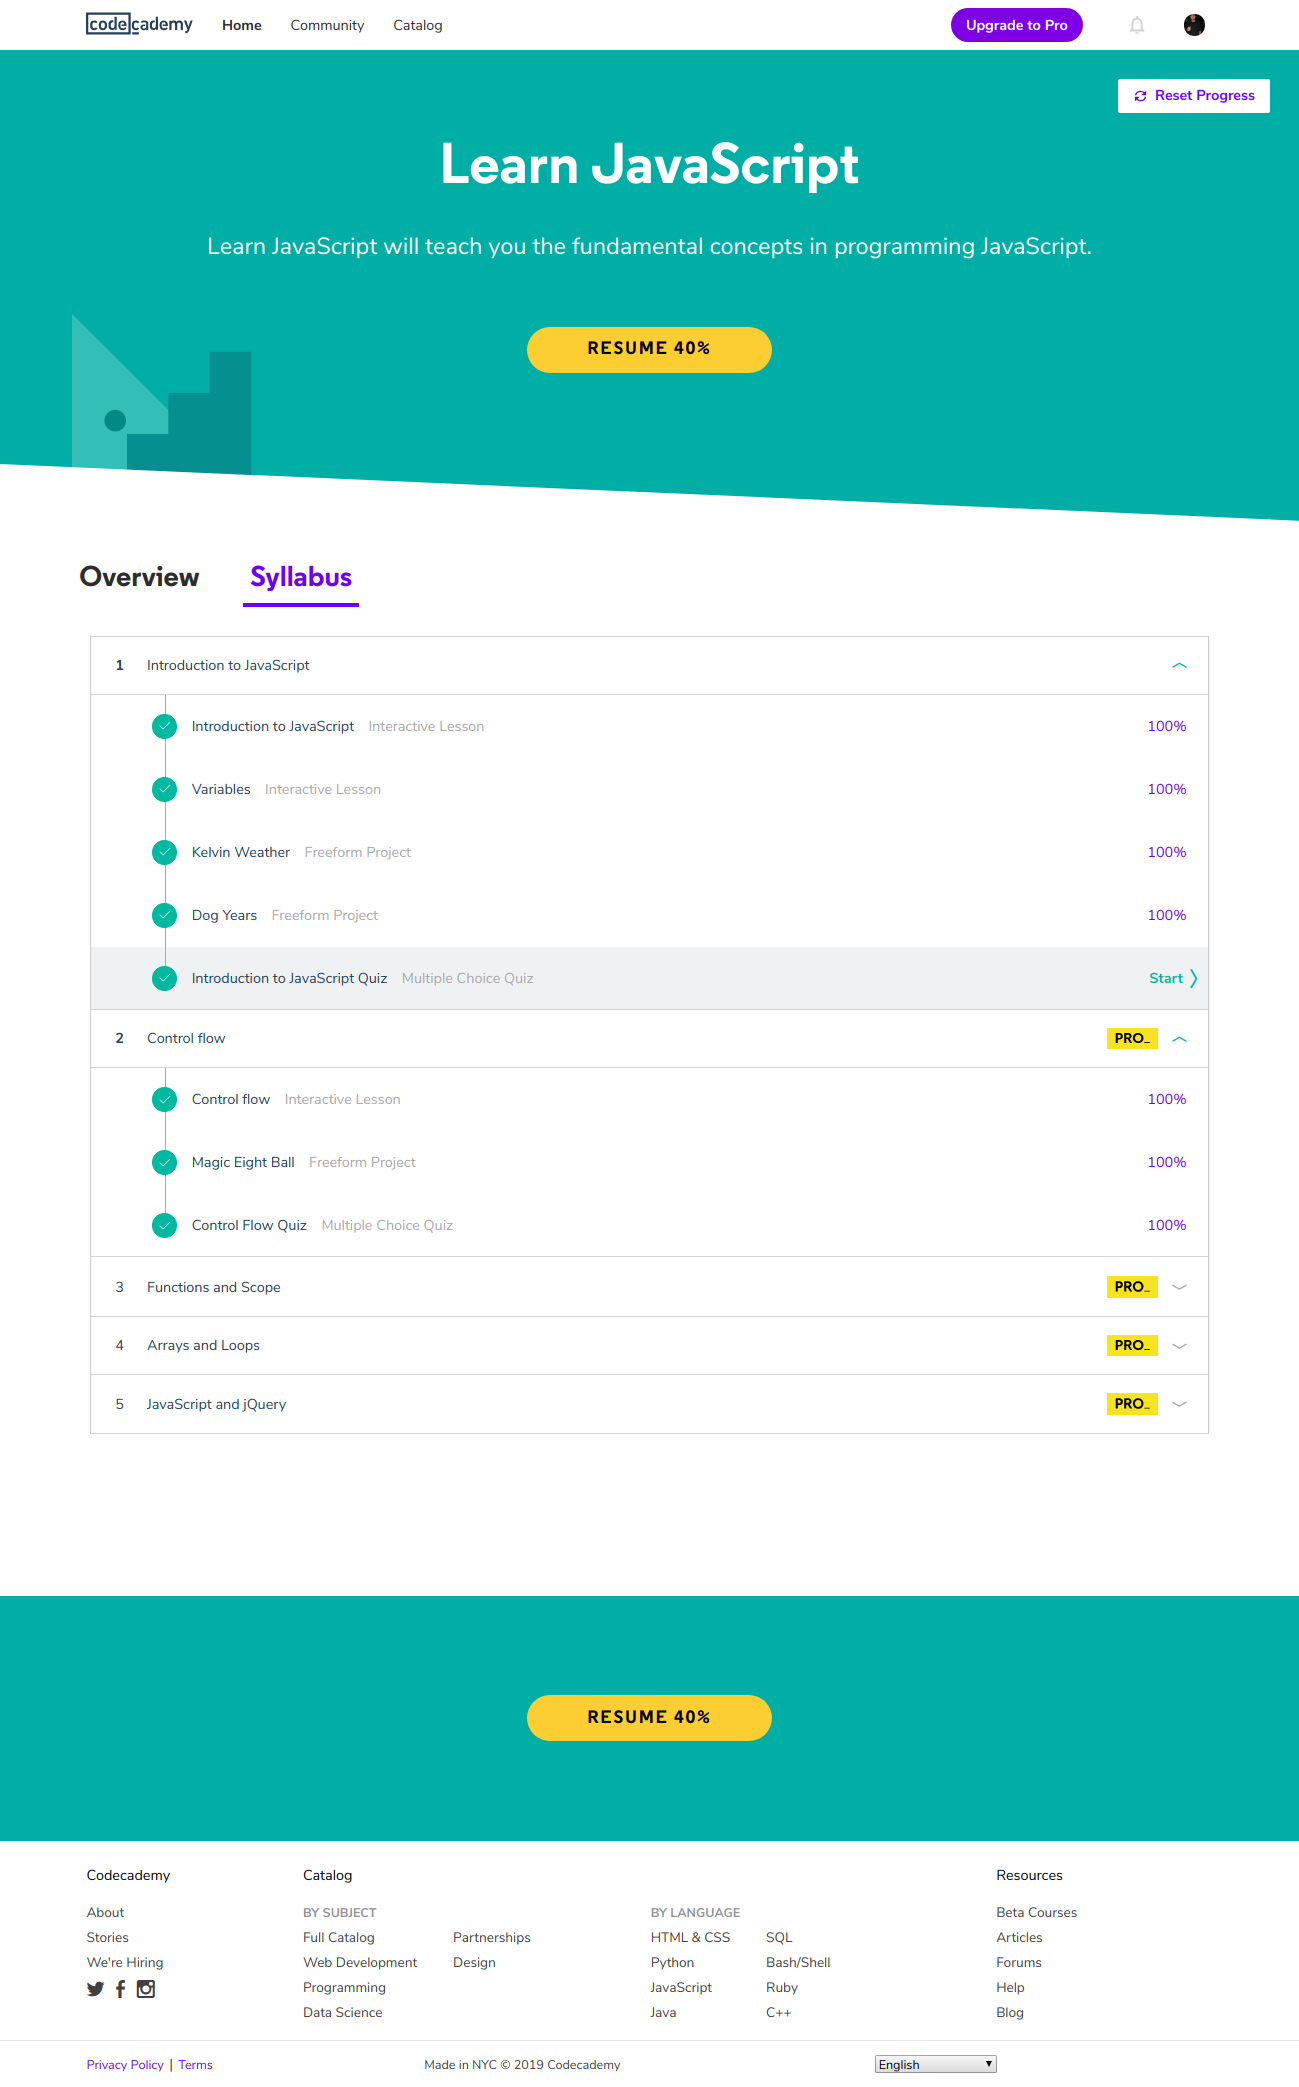 codecademy Home Community Catalog Upgrade to Pro
Reset Progress
Learn JavaScript
Learn JavaScript will teach you the fundamental concepts in programming JavaScript.
RESUME 40%
Overview Syllabus
1 Introduction to JavaScript
Introduction to JavaScript Interactive Lesson 100%
Variables Interactive Lesson 100%
Kelvin Weather Freeform Project 100%
Dog Years Freeform Project 100%
Introduction to JavaScript Quiz Multiple Choice Quiz Start
2 Control flow PRO_
Control flow Interactive Lesson 100%
Magic Eight Ball Freeform Project 100%
Control Flow Quiz Multiple Choice Quiz 100%
3 Functions and Scope PRO_
4 Arrays and Loops PRO_
5 JavaScript and jQuery PRO_
RESUME 40%
Codecademy Catalog Resources
About BY SUBJECT BY LANGUAGE Beta Courses
Stories Full Catalog Partnerships HTML & CSS SQL Articles
We're Hiring Web Development Design Python Bash/Shell Forums
Programming JavaScript Ruby Help
Data Science Java C++ Blog
Privacy Policy | Terms Made in NYC © 2019 Codecademy English